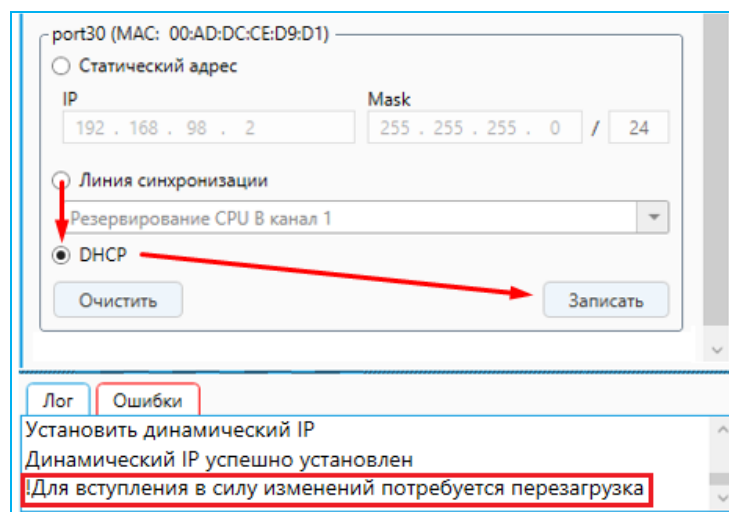 port30 (MAC: 00:AD:DC:CE:D9:D1)
Статический адрес
IP Mask
192 . 168 . 98 . 2 255 . 255 . 255 . 0 / 24
Линия синхронизации
Резервирование CPU B канал 1
DHCP
Очистить Записать
Лог Ошибки
Установить динамический IP
Динамический IP успешно установлен
!Для вступления в силу изменений потребуется перезагрузка